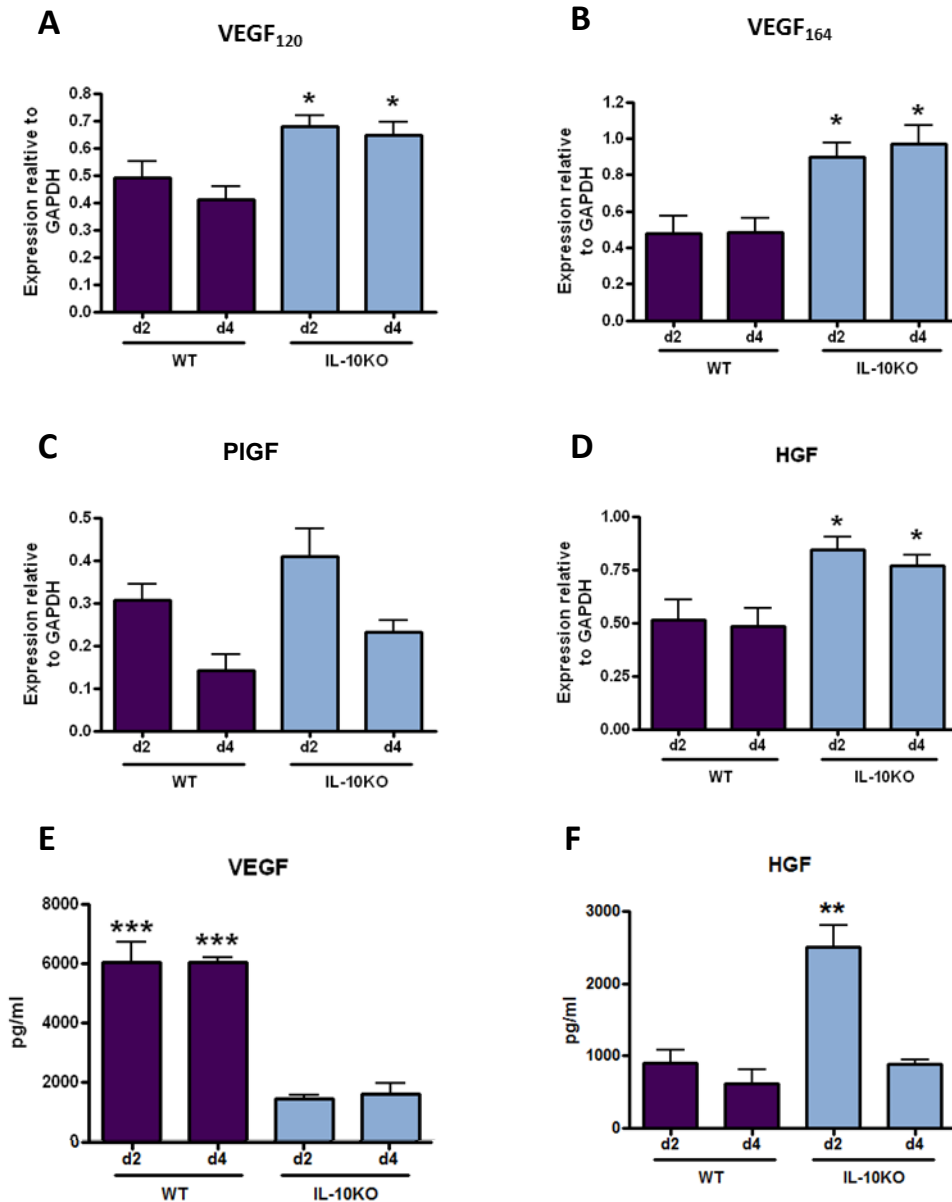 A
VEGF120
Expression realtive to
GAPDH
0.8
0.7
0.6
0.5
0.4
0.3
0.2
0.1
0.0
*
*
d2
d4
d2
d4
WT
IL-10KO
B
VEGF164
Expression relative
to GAPDH
1.2
1.0
0.8
0.6
0.4
0.2
0.0
*
*
d2
d4
d2
d4
WT
IL-10KO
C
PlGF
Expression relative
to GAPDH
0.5
0.4
0.3
0.2
0.1
0.0
d2
d4
d2
d4
WT
IL-10KO
D
HGF
Expression relative
to GAPDH
1.00
0.75
0.50
0.25
0.00
*
*
d2
d4
d2
d4
WT
IL-10KO
E
VEGF
pg/ml
8000
6000
4000
2000
0
***
***
d2
d4
d2
d4
WT
IL-10KO
F
HGF
pg/ml
3000
2000
1000
0
**
d2
d4
d2
d4
WT
IL-10KO